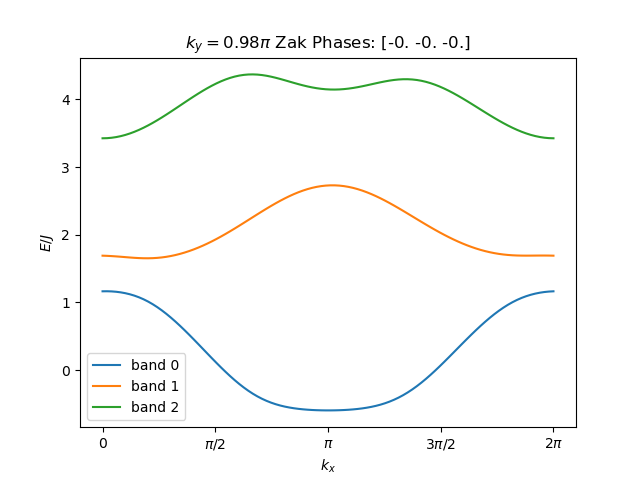 $k_y = 0.98\pi$ Zak Phases: [-0. -0. -0.]
4
3
2
1
0
E/J
band 0
band 1
band 2
0
π/2
π
3π/2
2π
$k_x$